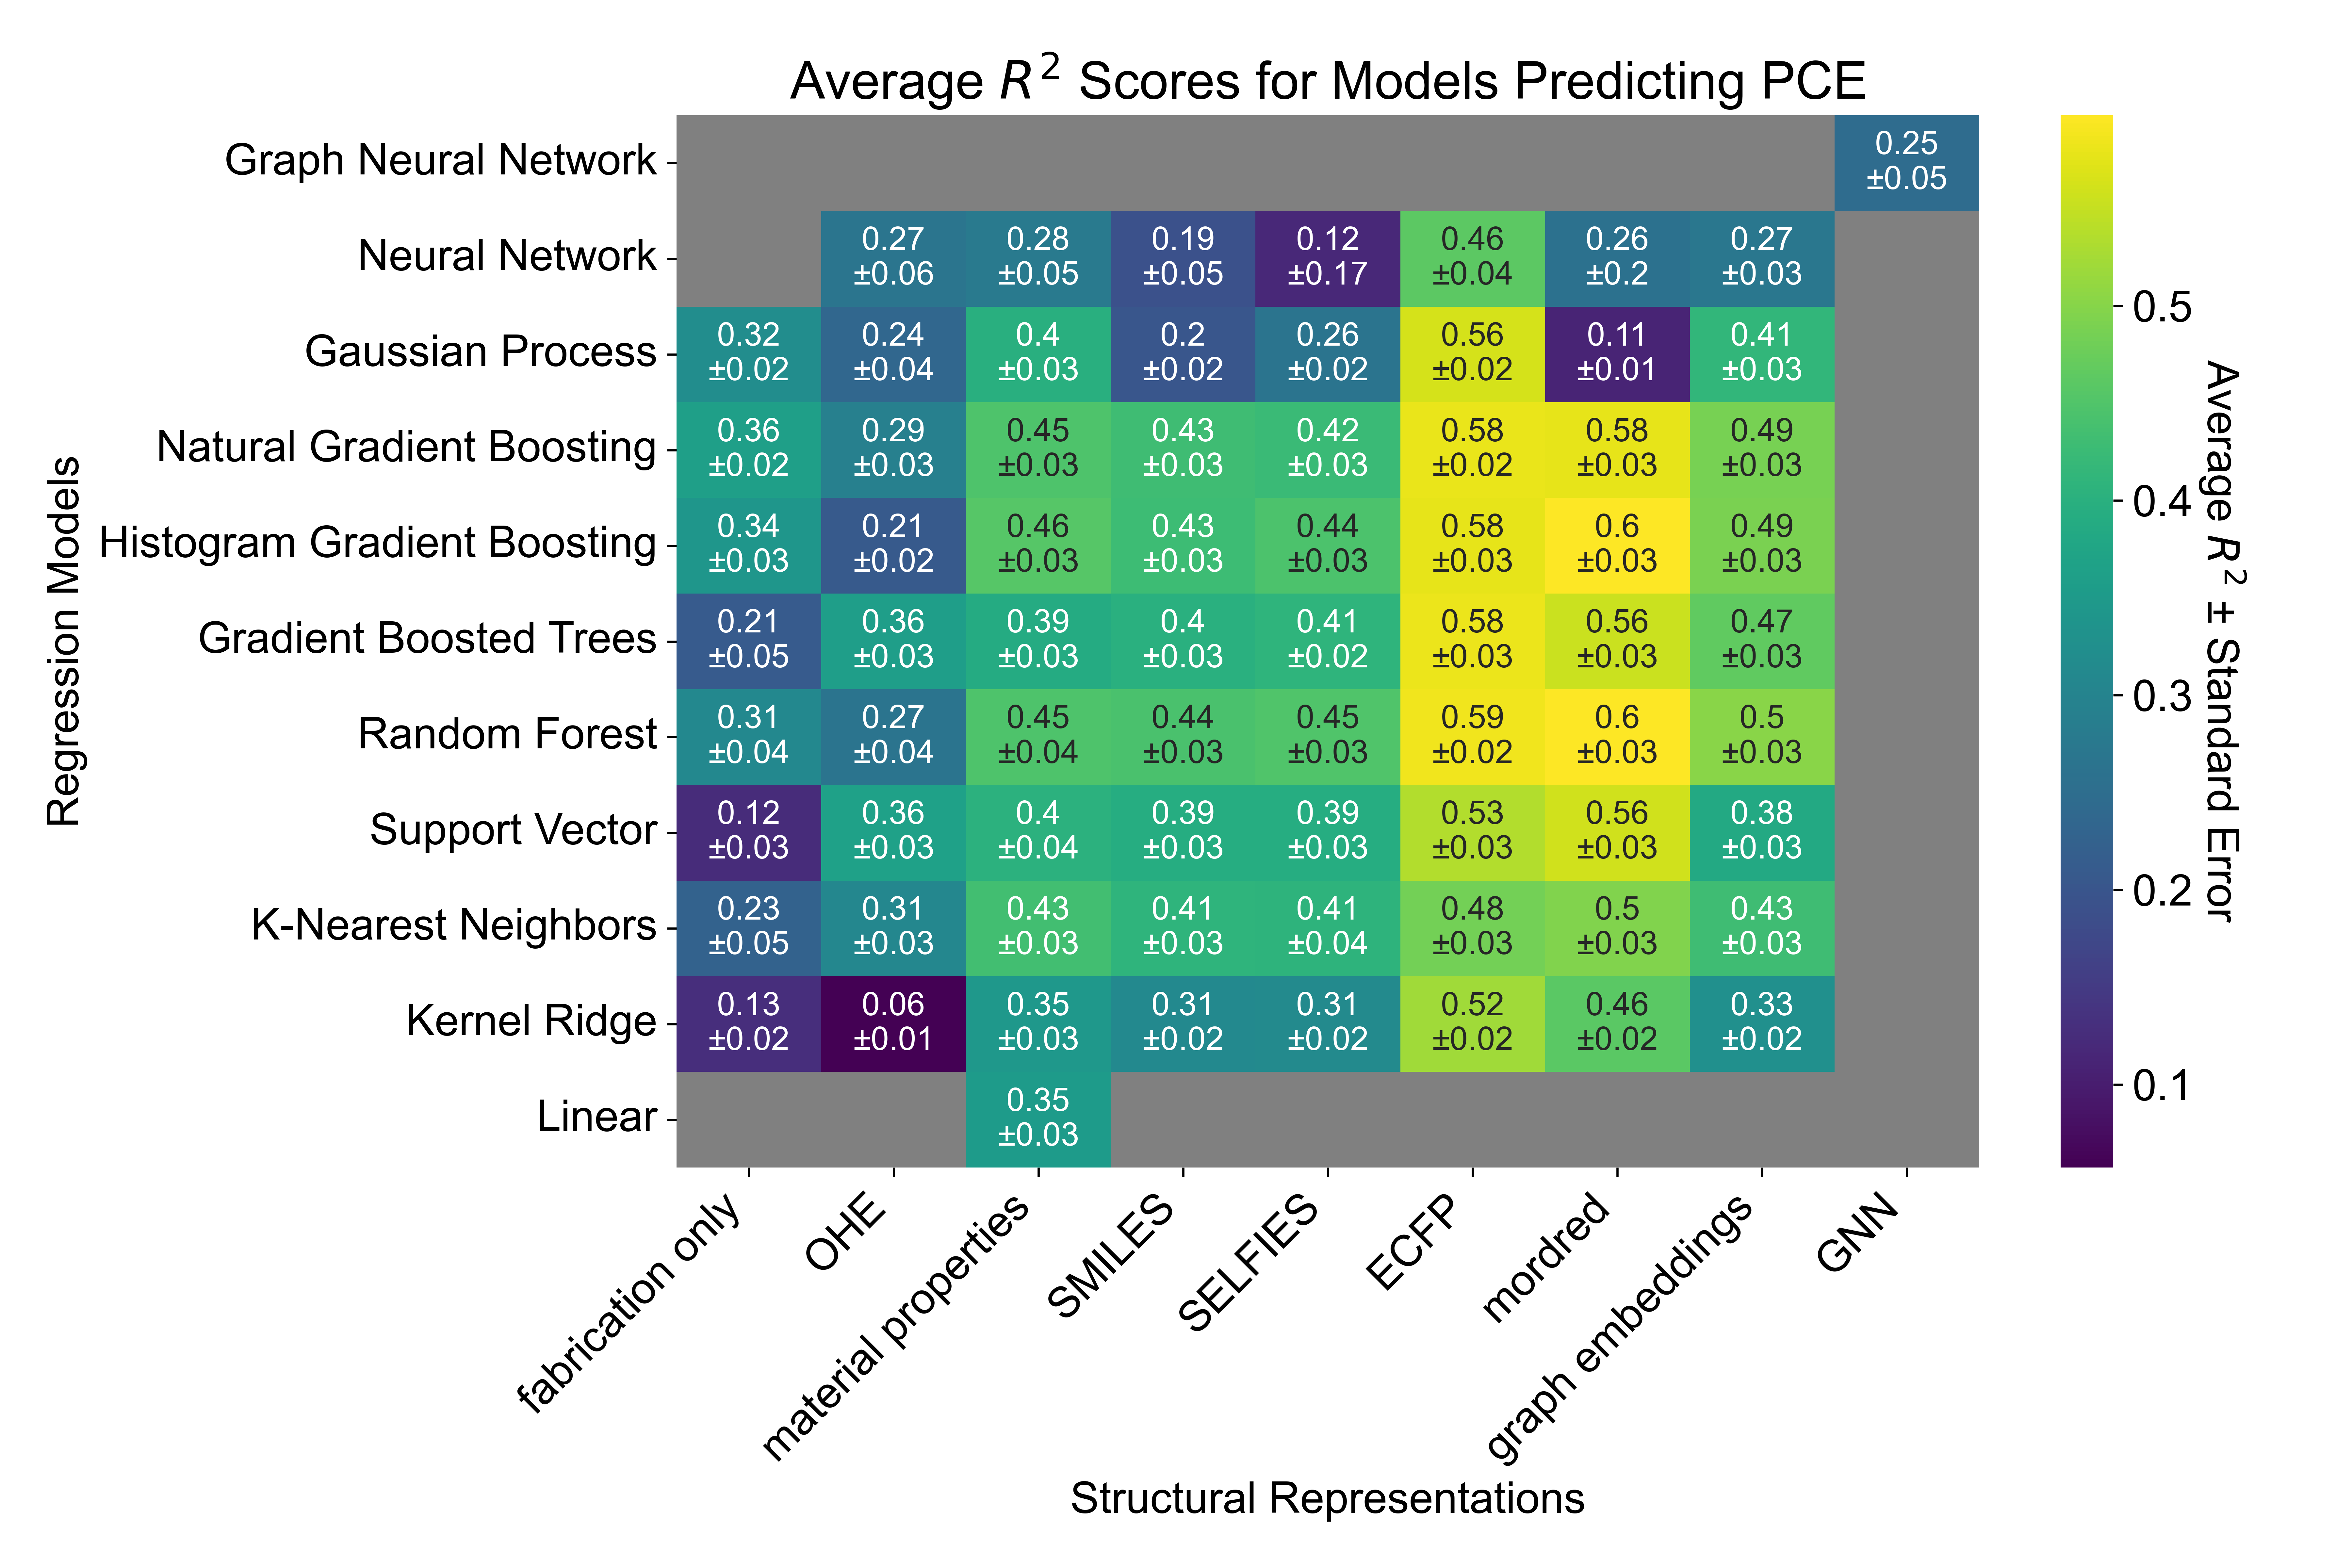 Average R² Scores for Models Predicting PCE
Regression Models
Graph Neural Network
0.25
±0.05
Neural Network
0.27 0.28 0.19 0.12 0.46 0.26 0.27
±0.06 ±0.05 ±0.05 ±0.17 ±0.04 ±0.2 ±0.03
Gaussian Process
0.32 0.24 0.4 0.2 0.26 0.56 0.11 0.41
±0.02 ±0.04 ±0.03 ±0.02 ±0.02 ±0.02 ±0.01 ±0.03
Natural Gradient Boosting
0.36 0.29 0.45 0.43 0.42 0.58 0.58 0.49
±0.02 ±0.03 ±0.03 ±0.03 ±0.03 ±0.02 ±0.03 ±0.03
Histogram Gradient Boosting
0.34 0.21 0.46 0.43 0.44 0.58 0.6 0.49
±0.03 ±0.02 ±0.03 ±0.03 ±0.03 ±0.03 ±0.03 ±0.03
Gradient Boosted Trees
0.21 0.36 0.39 0.4 0.41 0.58 0.56 0.47
±0.05 ±0.03 ±0.03 ±0.03 ±0.02 ±0.03 ±0.03 ±0.03
Random Forest
0.31 0.27 0.45 0.44 0.45 0.59 0.6 0.5
±0.04 ±0.04 ±0.04 ±0.03 ±0.03 ±0.02 ±0.03 ±0.03
Support Vector
0.12 0.36 0.4 0.39 0.39 0.53 0.56 0.38
±0.03 ±0.03 ±0.04 ±0.03 ±0.03 ±0.03 ±0.03 ±0.03
K-Nearest Neighbors
0.23 0.31 0.43 0.41 0.41 0.48 0.5 0.43
±0.05 ±0.03 ±0.03 ±0.03 ±0.04 ±0.03 ±0.03 ±0.03
Kernel Ridge
0.13 0.06 0.35 0.31 0.31 0.52 0.46 0.33
±0.02 ±0.01 ±0.03 ±0.02 ±0.02 ±0.02 ±0.02 ±0.02
Linear
0.35
±0.03
fabrication only
OHE
material properties
SMILES
SELFIES
ECFP
mordred
graph embeddings
GNN
Structural Representations
0.5
0.4
0.3
0.2
0.1
Average R² ± Standard Error